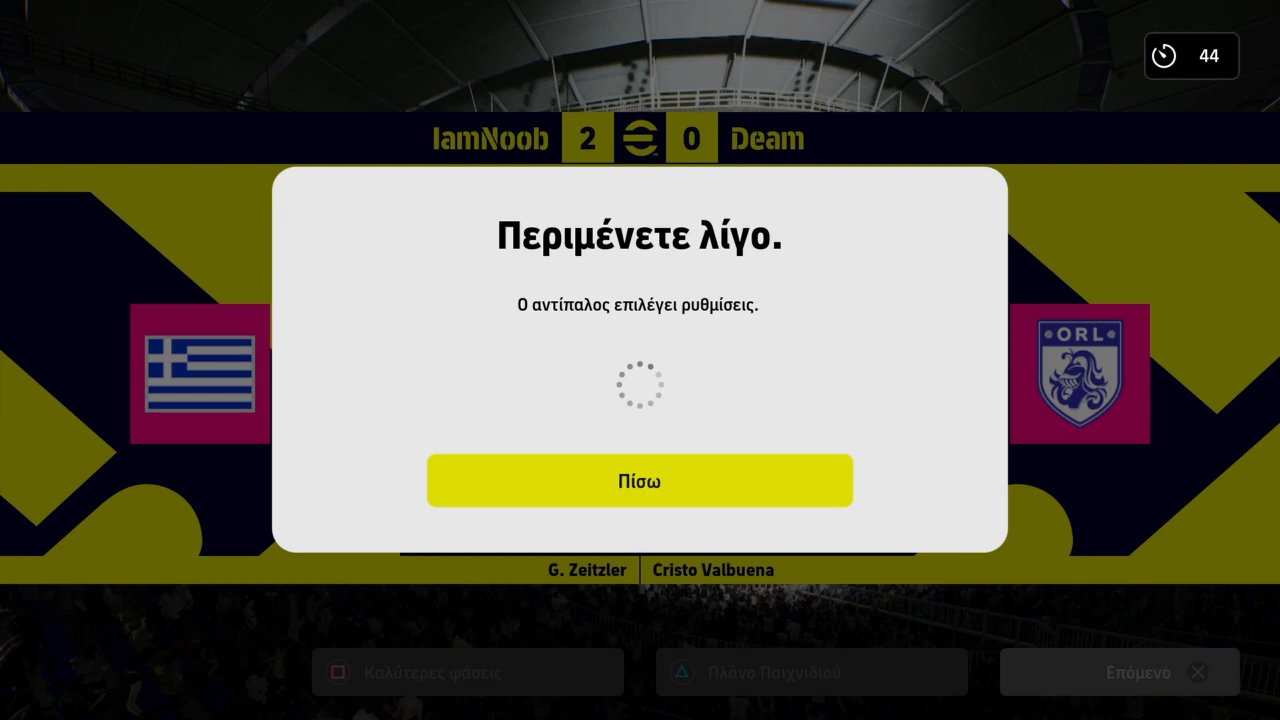 44
IamNoob 2 0 Deam
Περιμένετε λίγο.
Ο αντίπαλος επιλέγει ρυθμίσεις.
ORL
Πίσω
G. Zeitzler Cristo Valbuena
Καλύτερες φάσεις Πλάνο Παιχνιδιού Επόμενο